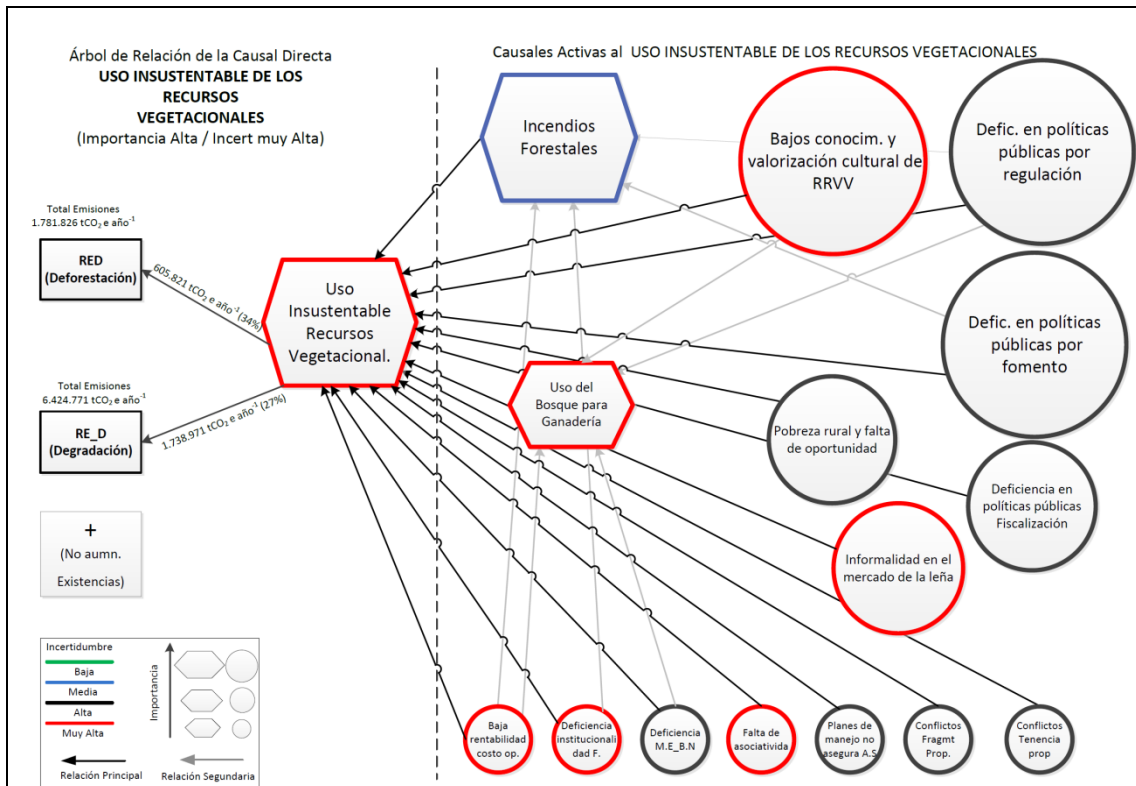 Árbol de Relación de la Causal Directa
USO INSUSTENTABLE DE LOS
RECURSOS
VEGETACIONALES
(Importancia Alta / Incert muy Alta)
Causales Activas al USO INSUSTENTABLE DE LOS RECURSOS VEGETACIONALES
Incendios
Forestales
Bajos conocim. y
valorización cultural de
RRVV
Defic. en políticas
públicas por
regulación
Total Emisiones
1.781.826 tCO₂ e año⁻¹
RED
(Deforestación)
605.821 tCO₂ e año⁻¹ (34%)
Uso
Insustentable
Recursos
Vegetacional.
Defic. en políticas
públicas por
fomento
Total Emisiones
6.424.771 tCO₂ e año⁻¹
RE_D
(Degradación)
1.738.971 tCO₂ e año⁻¹ (27%)
Uso del
Bosque para
Ganadería
Pobreza rural y falta
de oportunidad
Deficiencia en
políticas públicas
Fiscalización
+
(No aumn.
Existencias)
Informalidad en el
mercado de la leña
Incertidumbre
Baja
Media
Alta
Muy Alta
Importancia
Relación Principal
Relación Segundaria
Baja
rentabilidad
costo op.
Deficiencia
institucionali
dad F.
Deficiencia
M.E_B.N
Falta de
asociativida
Planes de
manejo no
asegura A.S
Conflictos
Fragmt
Prop.
Conflictos
Tenencia
prop